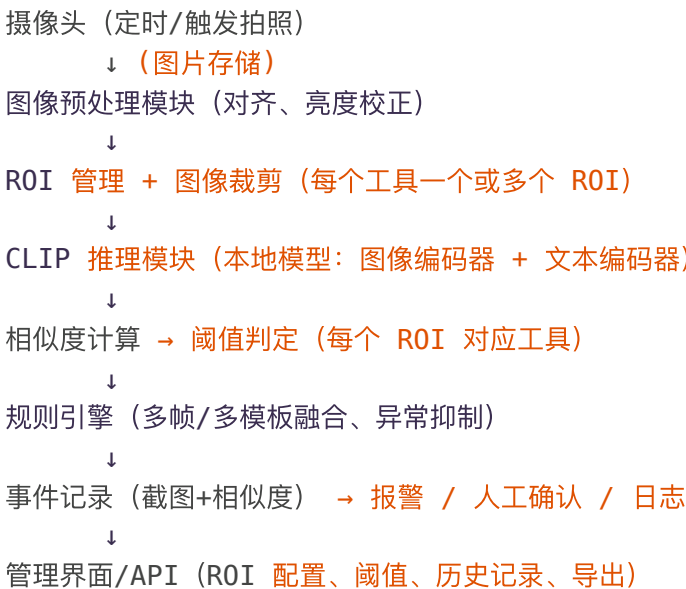 摄像头（定时/触发拍照）
↓ (图片存储)
图像预处理模块（对齐、亮度校正）
↓
ROI 管理 + 图像裁剪（每个工具一个或多个 ROI）
↓
CLIP 推理模块（本地模型：图像编码器 + 文本编码器）
↓
相似度计算 → 阈值判定（每个 ROI 对应工具）
↓
规则引擎（多帧/多模板融合、异常抑制）
↓
事件记录（截图+相似度） → 报警 / 人工确认 / 日志
↓
管理界面/API（ROI 配置、阈值、历史记录、导出）